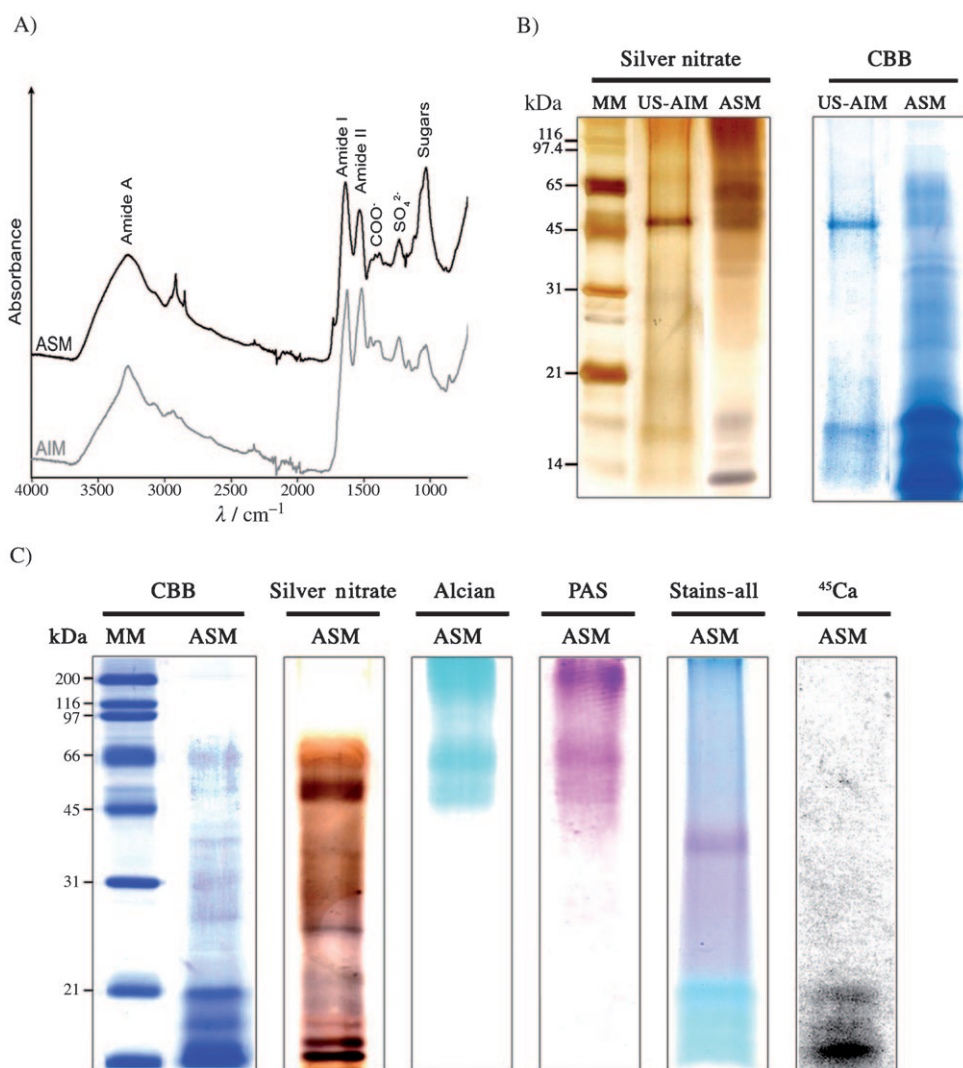 A)
Absorbance
Amide A
Amide I
Amide II
COO⁻
SO₄²⁻
Sugars
ASM
AIM
4000 3500 3000 2500 2000 1500 1000
λ / cm⁻¹
B)
Silver nitrate CBB
kDa MM US-AIM ASM US-AIM ASM
116
97.4
65
45
31
21
14
C)
CBB Silver nitrate Alcian PAS Stains-all ⁴⁵Ca
kDa MM ASM ASM ASM ASM ASM ASM
200
116
97
66
45
31
21